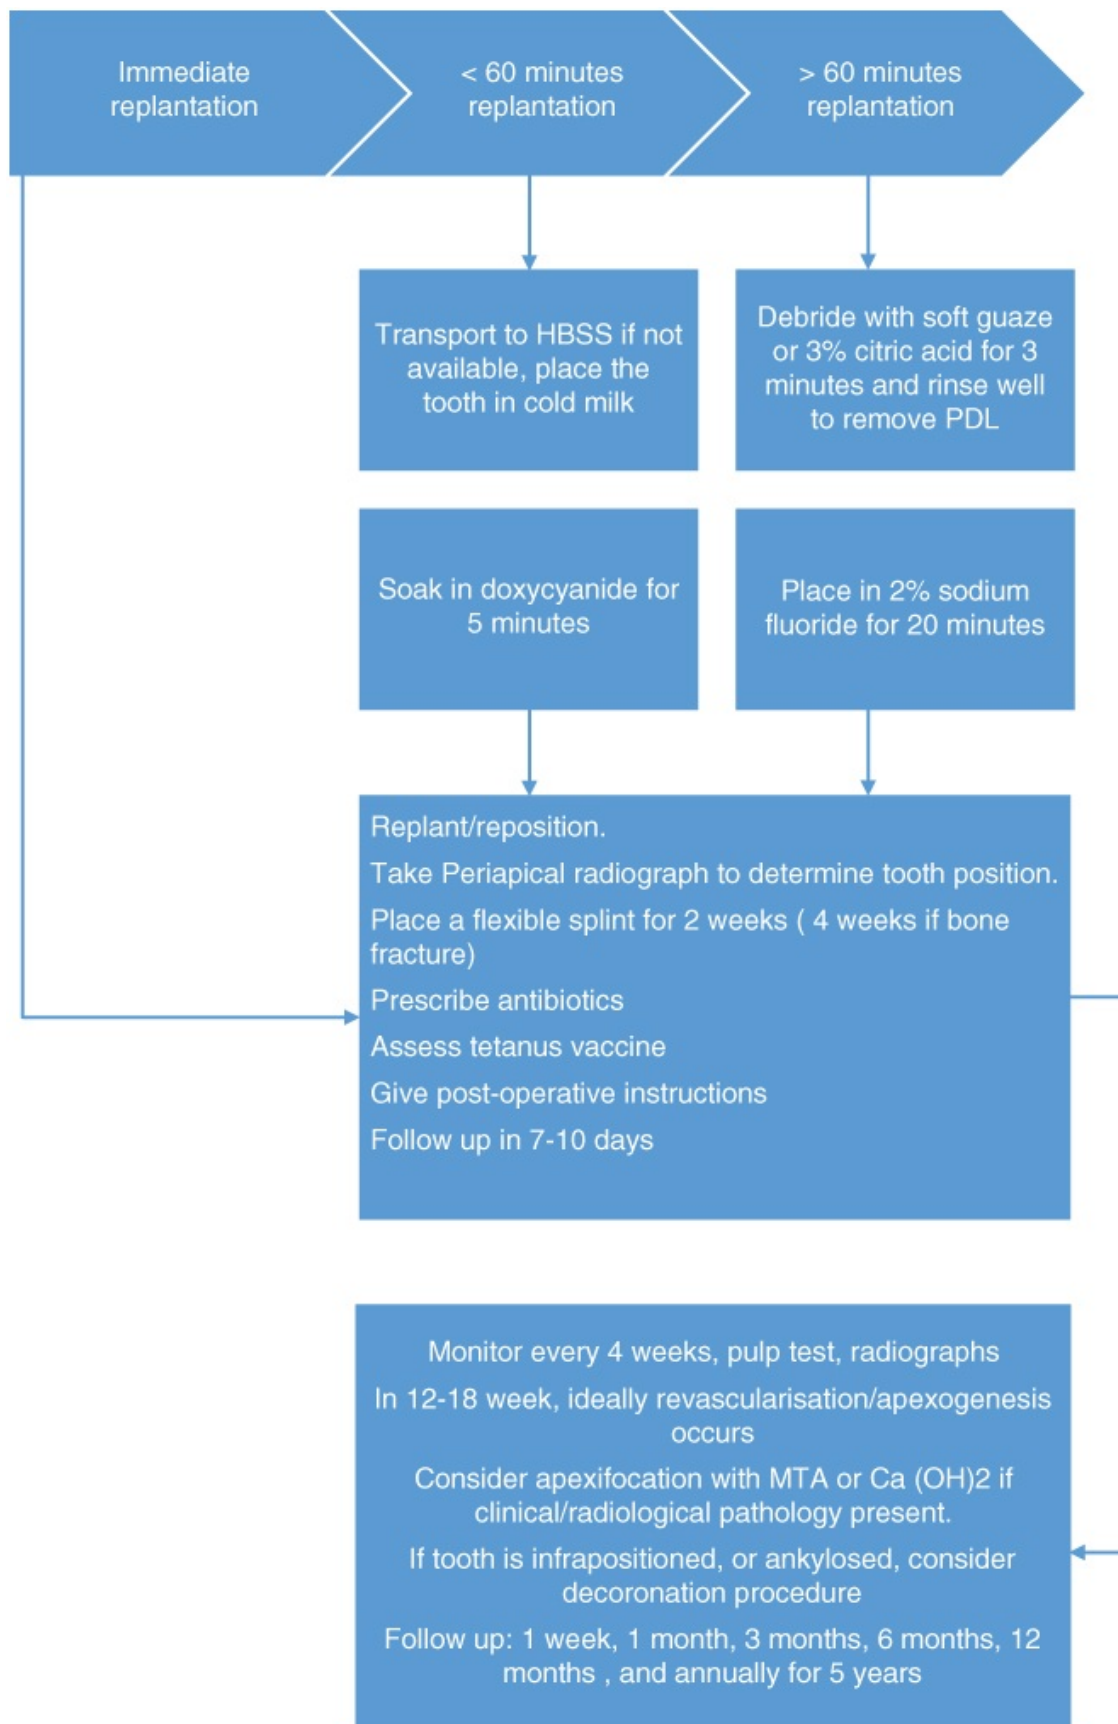 Immediate
replantation
< 60 minutes
replantation
> 60 minutes
replantation
Transport to HBSS if not
available, place the
tooth in cold milk
Debride with soft guaze
or 3% citric acid for 3
minutes and rinse well
to remove PDL
Soak in doxycyanide for
5 minutes
Place in 2% sodium
fluoride for 20 minutes
Replant/reposition.
Take Periapical radiograph to determine tooth position.
Place a flexible splint for 2 weeks ( 4 weeks if bone
fracture)
Prescribe antibiotics
Assess tetanus vaccine
Give post-operative instructions
Follow up in 7-10 days
Monitor every 4 weeks, pulp test, radiographs
In 12-18 week, ideally revascularisation/apexogenesis
occurs
Consider apexifocation with MTA or Ca (OH)2 if
clinical/radiological pathology present.
If tooth is infrapositioned, or ankylosed, consider
decoronation procedure
Follow up: 1 week, 1 month, 3 months, 6 months, 12
months , and annually for 5 years